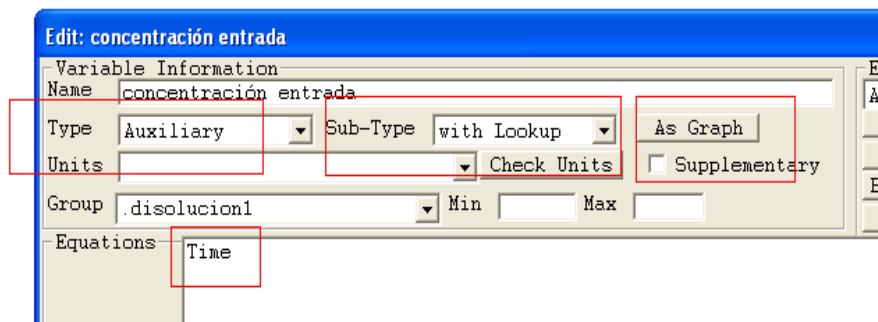 Edit: concentración entrada
Variable Information
Name concentración entrada
Type Auxiliary Sub-Type with Lookup As Graph
Units Check Units Supplementary
Group .disolucion1 Min Max
Equations Time